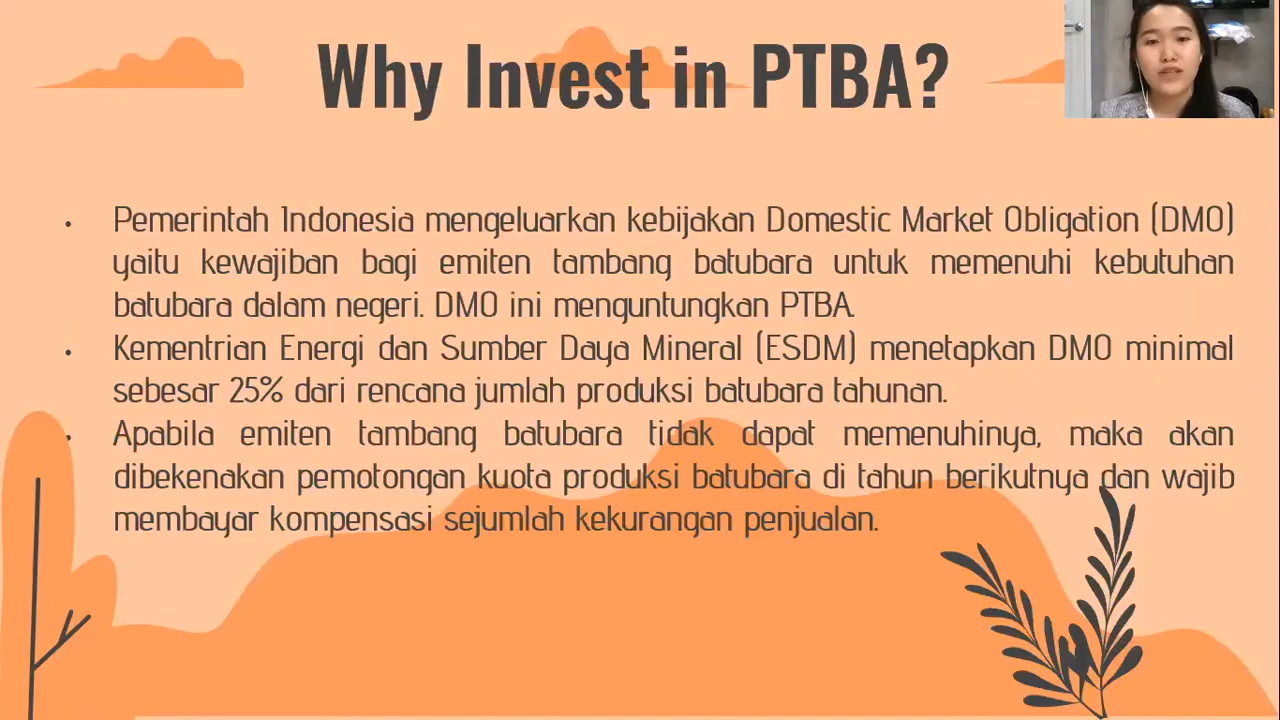 Why Invest in PTBA?
• Pemerintah Indonesia mengeluarkan kebijakan Domestic Market Obligation (DMO)
yaitu kewajiban bagi emiten tambang batubara untuk memenuhi kebutuhan
batubara dalam negeri. DMO ini menguntungkan PTBA.
• Kementrian Energi dan Sumber Daya Mineral (ESDM) menetapkan DMO minimal
sebesar 25% dari rencana jumlah produksi batubara tahunan.
• Apabila emiten tambang batubara tidak dapat memenuhinya, maka akan
dibekenakan pemotongan kuota produksi batubara di tahun berikutnya dan wajib
membayar kompensasi sejumlah kekurangan penjualan.